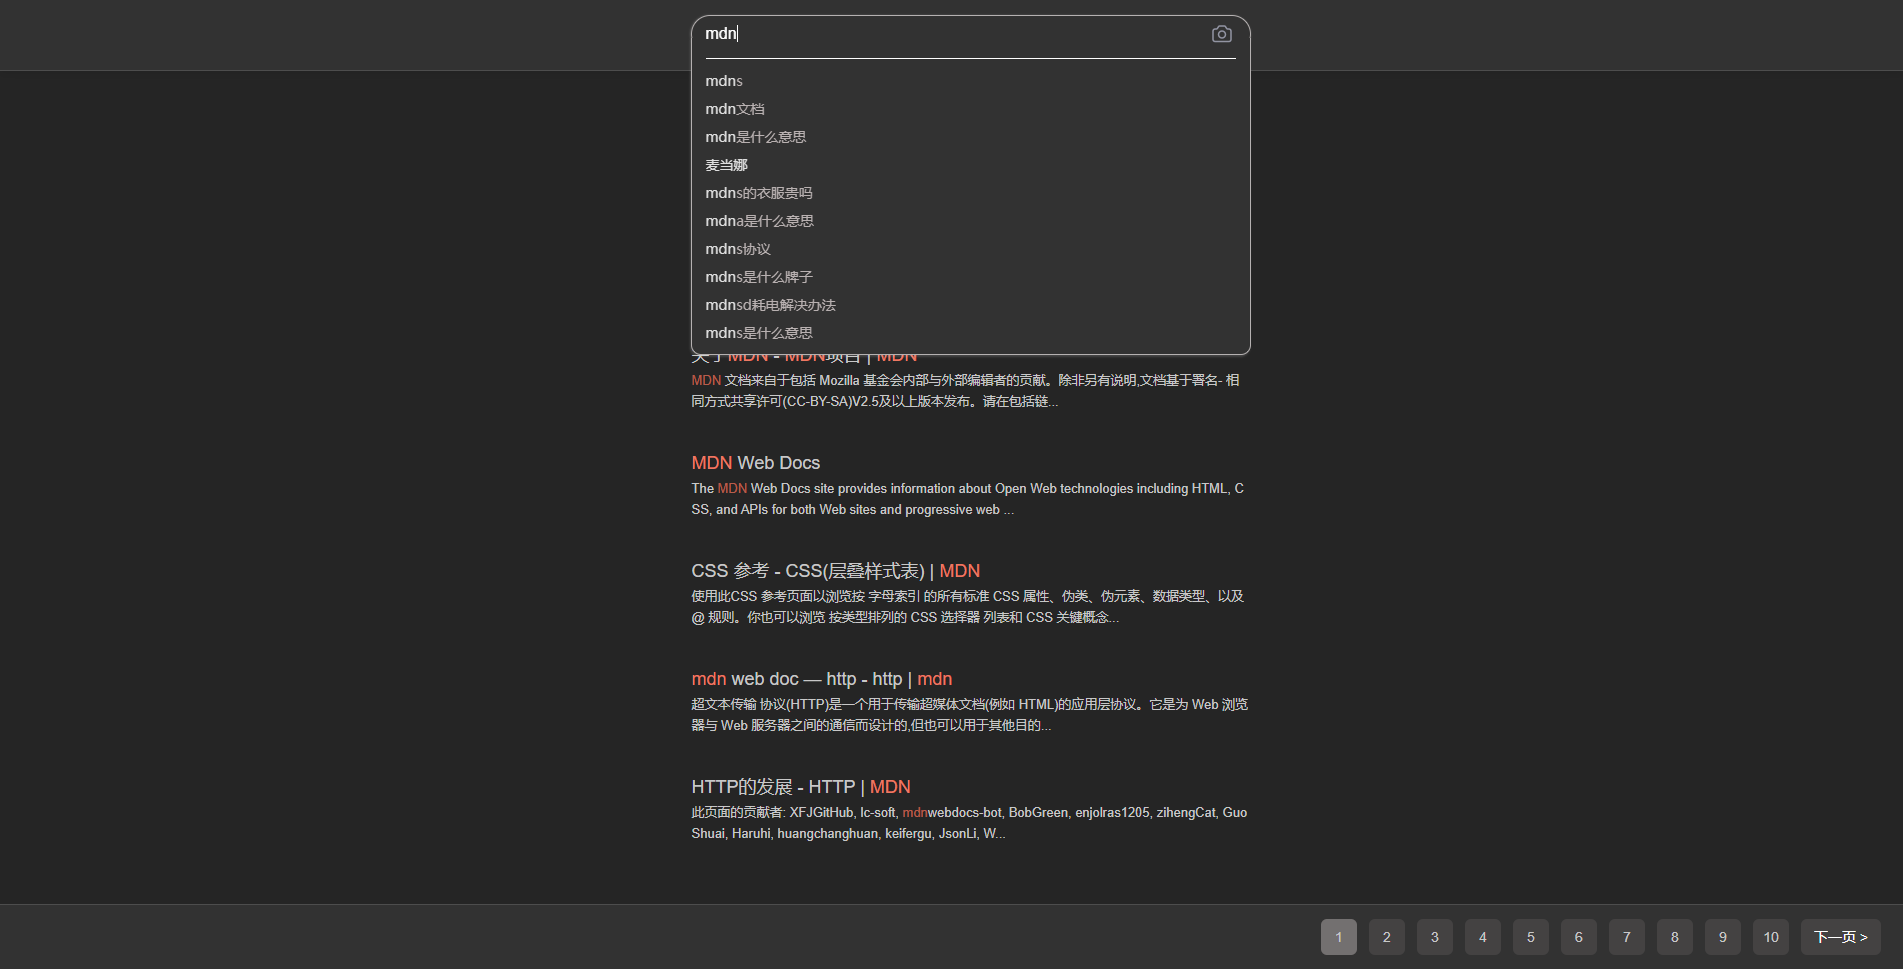 mdn
mdns
mdn文档
mdn是什么意思
麦当娜
mdns的衣服贵吗
mdna是什么意思
mdns协议
mdns是什么牌子
mdnsd耗电解决办法
mdns是什么意思
关于MDN - MDN项目 | MDN
MDN 文档来自于包括 Mozilla 基金会内部与外部编辑者的贡献。除非另有说明,文档基于署名- 相
同方式共享许可(CC-BY-SA)V2.5及以上版本发布。请在包括链...
MDN Web Docs
The MDN Web Docs site provides information about Open Web technologies including HTML, C
SS, and APIs for both Web sites and progressive web ...
CSS 参考 - CSS(层叠样式表) | MDN
使用此CSS 参考页面以浏览按 字母索引 的所有标准 CSS 属性、伪类、伪元素、数据类型、以及
@ 规则。你也可以浏览 按类型排列的 CSS 选择器 列表和 CSS 关键概念...
mdn web doc — http - http | mdn
超文本传输 协议(HTTP)是一个用于传输超媒体文档(例如 HTML)的应用层协议。它是为 Web 浏览
器与 Web 服务器之间的通信而设计的,但也可以用于其他目的...
HTTP的发展 - HTTP | MDN
此页面的贡献者: XFJGitHub, lc-soft, mdnwebdocs-bot, BobGreen, enjolras1205, zihengCat, Guo
Shuai, Haruhi, huangchanghuan, keifergu, JsonLi, W...
1 2 3 4 5 6 7 8 9 10 下一页 >